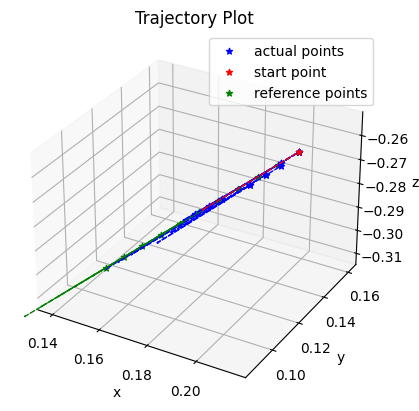 Trajectory Plot
actual points
start point
reference points
−0.26
−0.27
−0.28
z
−0.29
−0.30
−0.31
0.16
0.14
y
0.12
0.10
0.14
0.16
x
0.18
0.20